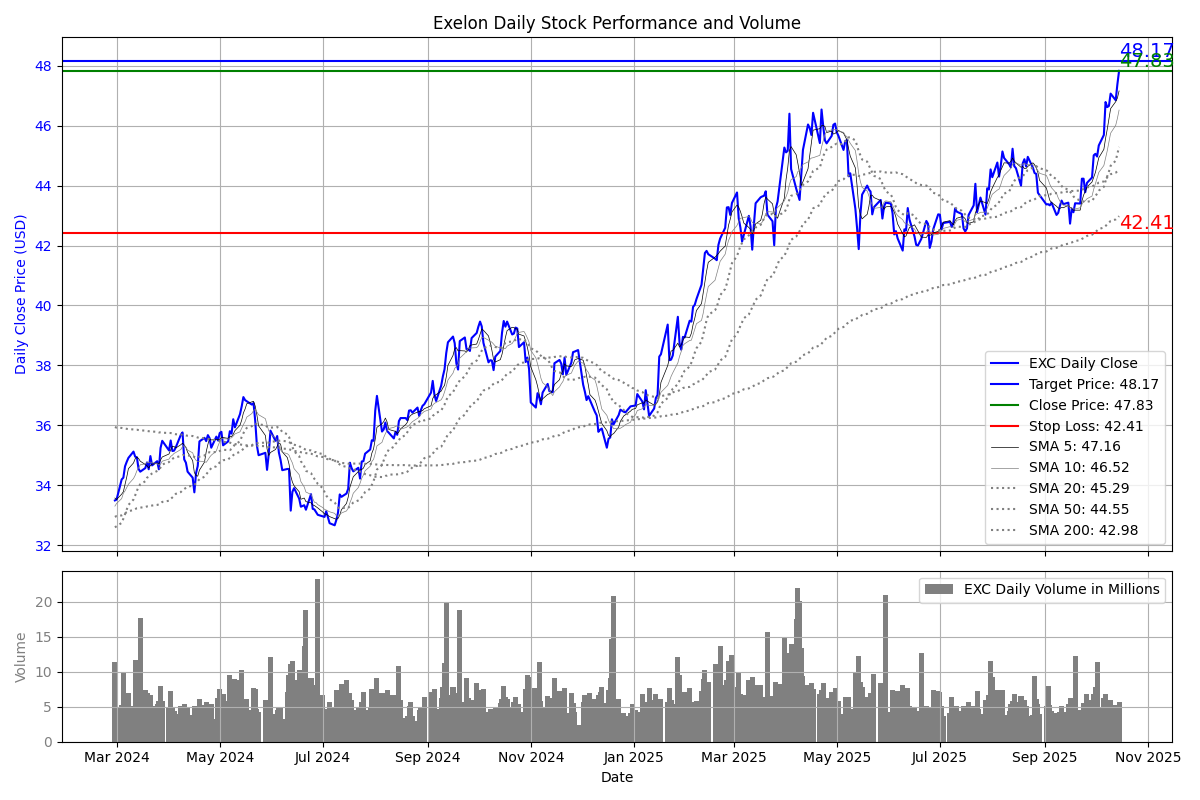 Exelon Daily Stock Performance and Volume
48.17
47.83
42.41
Daily Close Price (USD)
48
46
44
42
40
38
36
34
32
EXC Daily Close
Target Price: 48.17
Close Price: 47.83
Stop Loss: 42.41
SMA 5: 47.16
SMA 10: 46.52
SMA 20: 45.29
SMA 50: 44.55
SMA 200: 42.98
Volume
20
15
10
5
0
EXC Daily Volume in Millions
Mar 2024
May 2024
Jul 2024
Sep 2024
Nov 2024
Jan 2025
Mar 2025
May 2025
Jul 2025
Sep 2025
Nov 2025
Date